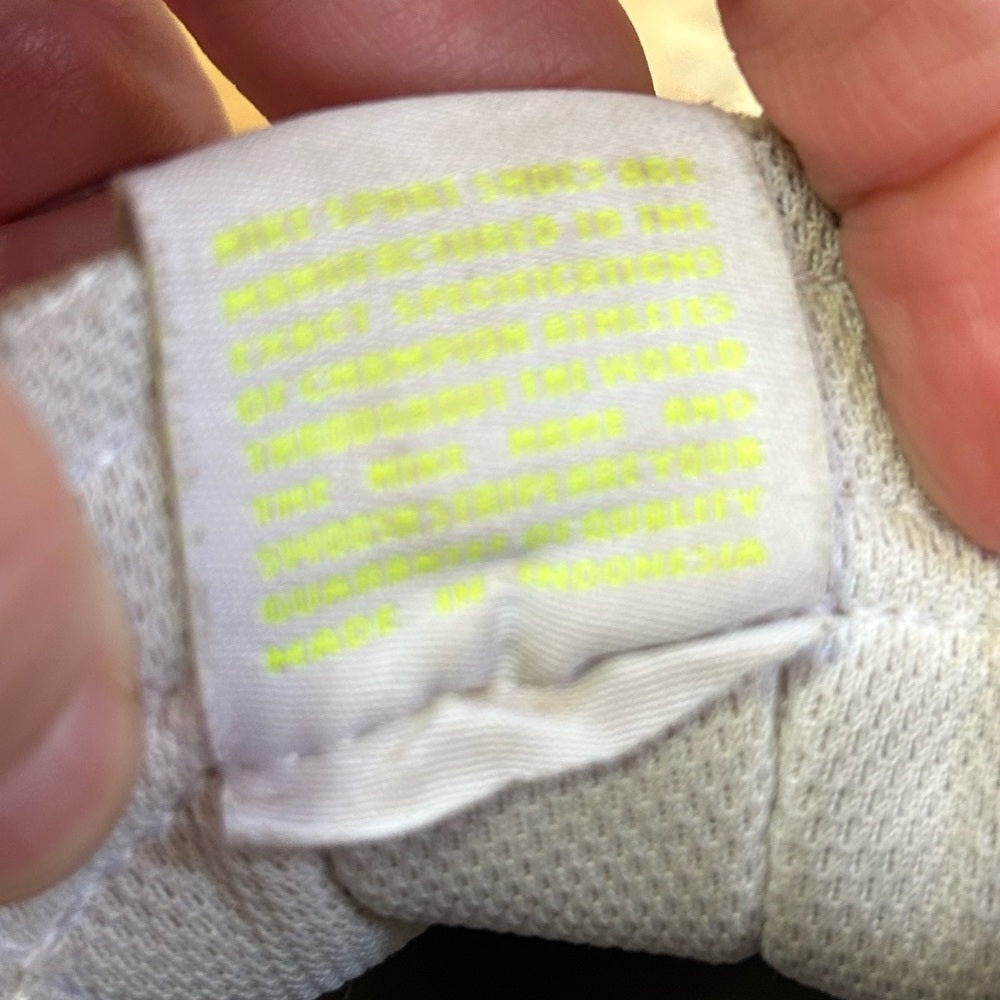 NIKE SPORT SHOES ARE
MANUFACTURED TO THE
EXACT SPECIFICATIONS
OF CHAMPION ATHLETES
THROUGHOUT THE WORLD
THE NIKE NAME AND
SWOOSH STRIPE ARE YOUR
GUARANTEE OF QUALITY
MADE IN INDONESIA